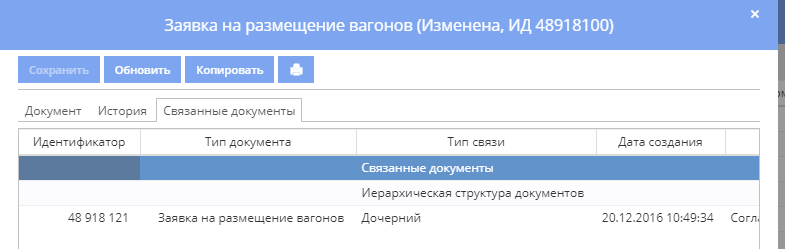 Заявка на размещение вагонов (Изменена, ИД 48918100)
×
Сохранить Обновить Копировать
Документ История Связанные документы
Идентификатор Тип документа Тип связи Дата создания
Связанные документы
Иерархическая структура документов
48 918 121 Заявка на размещение вагонов Дочерний 20.12.2016 10:49:34